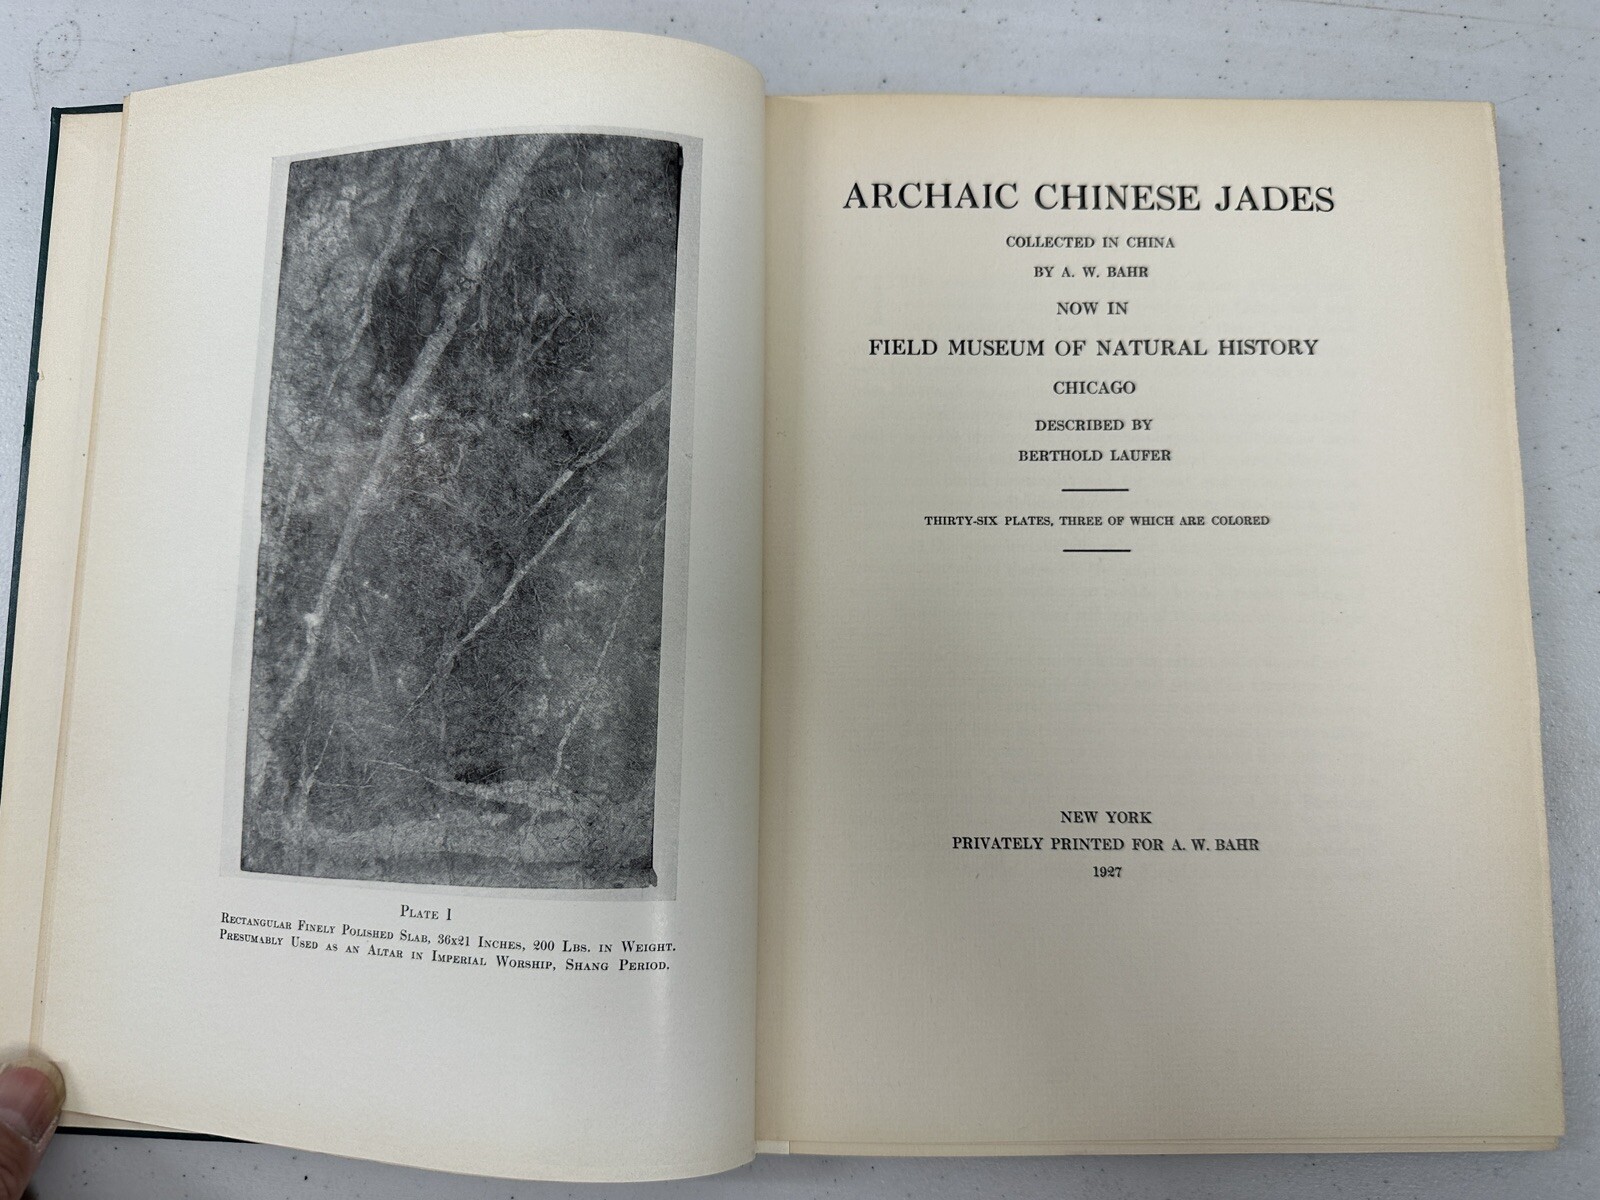 Plate I
Rectangular Finely Polished Slab, 36x21 Inches, 200 Lbs. in Weight.
Presumably Used as an Altar in Imperial Worship, Shang Period.
ARCHAIC CHINESE JADES
COLLECTED IN CHINA
BY A. W. BAHR
NOW IN
FIELD MUSEUM OF NATURAL HISTORY
CHICAGO
DESCRIBED BY
BERTHOLD LAUFER
THIRTY-SIX PLATES, THREE OF WHICH ARE COLORED
NEW YORK
PRIVATELY PRINTED FOR A. W. BAHR
1927